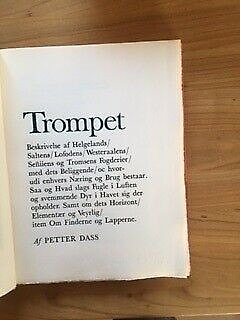 Trompet
Beskrivelse af Helgelands/
Saltens/Lofodens/Westeraalens/
Senniens og Tromsens Fogderier/
med dets Beliggende/oc hvor-
udi enhvers Næring og Brug bestaar.
Saa og Hvad slags Fugle i Luften
og svemmende Dyr i Havet sig der
opholder. Samt om dets Horizont/
Elementer og Veyrlig/
item Om Finderne og Lapperne.
Af PETTER DASS